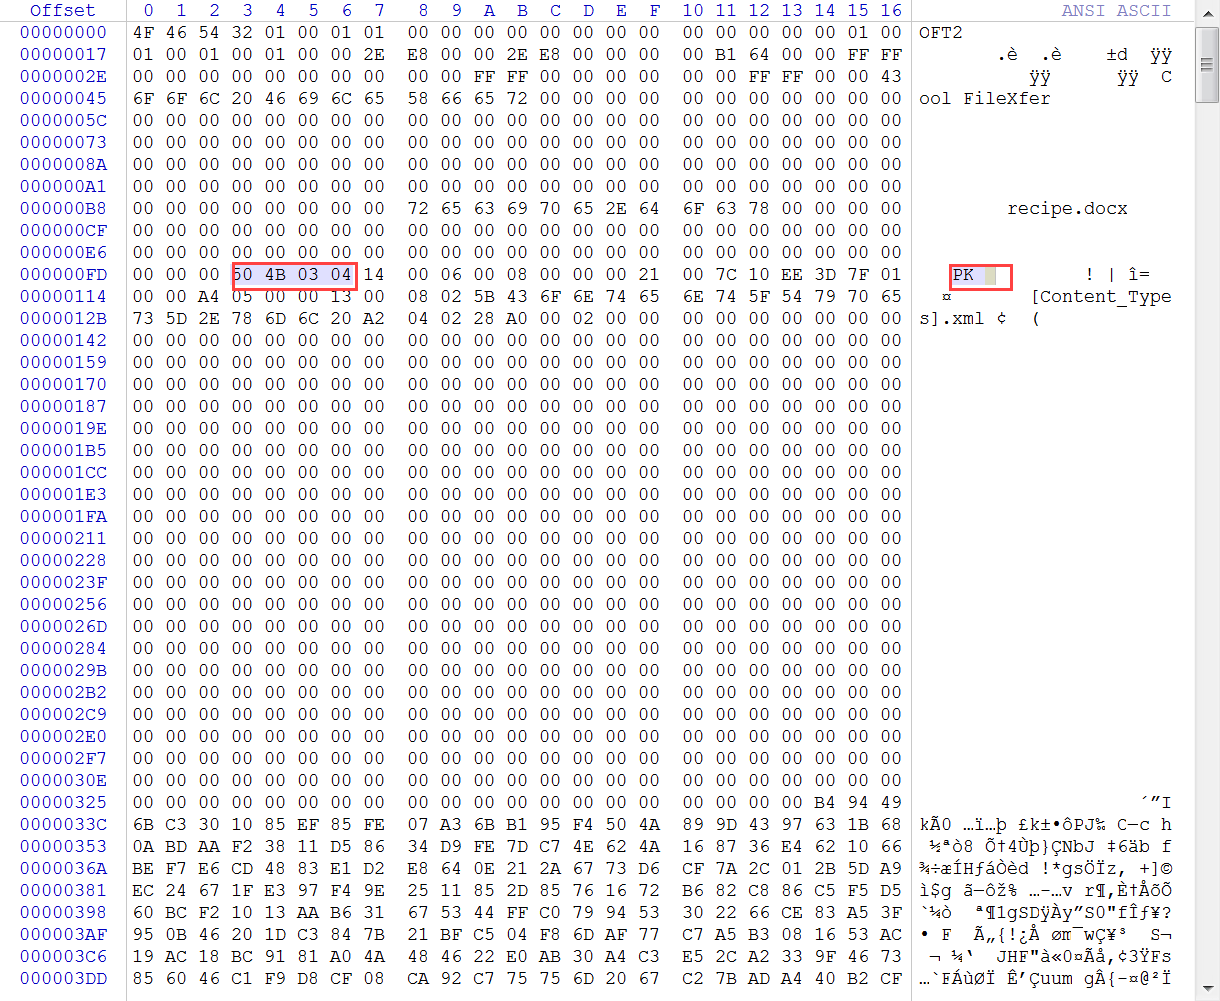 Offset 0 1 2 3 4 5 6 7 8 9 A B C D E F 10 11 12 13 14 15 16 ANSI ASCII
00000000 4F 46 54 32 01 00 01 01 00 00 00 00 00 00 00 00 00 00 00 00 00 01 00 OFT2
00000017 01 00 01 00 01 00 00 2E E8 00 00 2E E8 00 00 00 00 B1 64 00 00 FF FF .è .è ±d ÿÿ
0000002E 00 00 00 00 00 00 00 00 00 00 FF FF 00 00 00 00 00 00 FF FF 00 00 43 ÿÿ ÿÿ C
00000045 6F 6F 6C 20 46 69 6C 65 58 66 65 72 00 00 00 00 00 00 00 00 00 00 00 ool FileXfer
0000005C 00 00 00 00 00 00 00 00 00 00 00 00 00 00 00 00 00 00 00 00 00 00 00
00000073 00 00 00 00 00 00 00 00 00 00 00 00 00 00 00 00 00 00 00 00 00 00 00
0000008A 00 00 00 00 00 00 00 00 00 00 00 00 00 00 00 00 00 00 00 00 00 00 00
000000A1 00 00 00 00 00 00 00 00 00 00 00 00 00 00 00 00 00 00 00 00 00 00 00
000000B8 00 00 00 00 00 00 00 00 72 65 63 69 70 65 2E 64 6F 63 78 00 00 00 00 recipe.docx
000000CF 00 00 00 00 00 00 00 00 00 00 00 00 00 00 00 00 00 00 00 00 00 00 00
000000E6 00 00 00 00 00 00 00 00 00 00 00 00 00 00 00 00 00 00 00 00 00 00 00
000000FD 00 00 00 50 4B 03 04 14 00 06 00 08 00 00 00 21 00 7C 10 EE 3D 7F 01 PK ! | î=
00000114 00 00 A4 05 00 00 13 00 08 02 5B 43 6F 6E 74 65 6E 74 5F 54 79 70 65 ¤ [Content_Type
0000012B 73 5D 2E 78 6D 6C 20 A2 04 02 28 A0 00 02 00 00 00 00 00 00 00 00 00 s].xml ¢ (
00000142 00 00 00 00 00 00 00 00 00 00 00 00 00 00 00 00 00 00 00 00 00 00 00
00000159 00 00 00 00 00 00 00 00 00 00 00 00 00 00 00 00 00 00 00 00 00 00 00
00000170 00 00 00 00 00 00 00 00 00 00 00 00 00 00 00 00 00 00 00 00 00 00 00
00000187 00 00 00 00 00 00 00 00 00 00 00 00 00 00 00 00 00 00 00 00 00 00 00
0000019E 00 00 00 00 00 00 00 00 00 00 00 00 00 00 00 00 00 00 00 00 00 00 00
000001B5 00 00 00 00 00 00 00 00 00 00 00 00 00 00 00 00 00 00 00 00 00 00 00
000001CC 00 00 00 00 00 00 00 00 00 00 00 00 00 00 00 00 00 00 00 00 00 00 00
000001E3 00 00 00 00 00 00 00 00 00 00 00 00 00 00 00 00 00 00 00 00 00 00 00
000001FA 00 00 00 00 00 00 00 00 00 00 00 00 00 00 00 00 00 00 00 00 00 00 00
00000211 00 00 00 00 00 00 00 00 00 00 00 00 00 00 00 00 00 00 00 00 00 00 00
00000228 00 00 00 00 00 00 00 00 00 00 00 00 00 00 00 00 00 00 00 00 00 00 00
0000023F 00 00 00 00 00 00 00 00 00 00 00 00 00 00 00 00 00 00 00 00 00 00 00
00000256 00 00 00 00 00 00 00 00 00 00 00 00 00 00 00 00 00 00 00 00 00 00 00
0000026D 00 00 00 00 00 00 00 00 00 00 00 00 00 00 00 00 00 00 00 00 00 00 00
00000284 00 00 00 00 00 00 00 00 00 00 00 00 00 00 00 00 00 00 00 00 00 00 00
0000029B 00 00 00 00 00 00 00 00 00 00 00 00 00 00 00 00 00 00 00 00 00 00 00
000002B2 00 00 00 00 00 00 00 00 00 00 00 00 00 00 00 00 00 00 00 00 00 00 00
000002C9 00 00 00 00 00 00 00 00 00 00 00 00 00 00 00 00 00 00 00 00 00 00 00
000002E0 00 00 00 00 00 00 00 00 00 00 00 00 00 00 00 00 00 00 00 00 00 00 00
000002F7 00 00 00 00 00 00 00 00 00 00 00 00 00 00 00 00 00 00 00 00 00 00 00
0000030E 00 00 00 00 00 00 00 00 00 00 00 00 00 00 00 00 00 00 00 00 00 00 00
00000325 00 00 00 00 00 00 00 00 00 00 00 00 00 00 00 00 00 00 00 00 B4 94 49 ´”I
0000033C 6B C3 30 10 85 EF 85 FE 07 A3 6B B1 95 F4 50 4A 89 9D 43 97 63 1B 68 kÃ0 …ï…þ £k±•ôPJ‰ C—c h
00000353 0A BD AA F2 38 11 D5 86 34 D9 FE 7D C7 4E 62 4A 16 87 36 E4 62 10 66 ½ªò8 Õ†4Ùþ}ÇNbJ ‡6äb f
0000036A BE F7 E6 CD 48 83 E1 D2 E8 64 0E 21 2A 67 73 D6 CF 7A 2C 01 2B 5D A9 ¾÷æÍHƒáÒèd !*gsÖÏz, +]©
00000381 EC 24 67 1F E3 97 F4 9E 25 11 85 2D 85 76 16 72 B6 82 C8 86 C5 F5 D5 ì$g ã—ôž% …-…v r¶‚È†ÅõÕ
00000398 60 BC F2 10 13 AA B6 31 67 53 44 FF C0 79 94 53 30 22 66 CE 83 A5 3F `¼ò ª¶1gSDÿÀy”S0"fÎƒ¥?
000003AF 95 0B 46 20 1D C3 84 7B 21 BF C5 04 F8 6D AF 77 C7 A5 B3 08 16 53 AC • F Ã„{!¿Å øm¯wÇ¥³ S¬
000003C6 19 AC 18 BC 91 81 A0 4A 48 46 22 E0 AB 30 A4 C3 E5 2C A2 33 9F 46 73 ¬ ¼‘ JHF"à«0¤Ãå,¢3ŸFs
000003DD 85 60 46 C1 F9 D8 CF 08 CA 92 C7 75 75 6D 20 67 C2 7B AD A4 40 B2 CF …`FÁùØÏ Ê’Çuum gÂ{-¤@²Ï